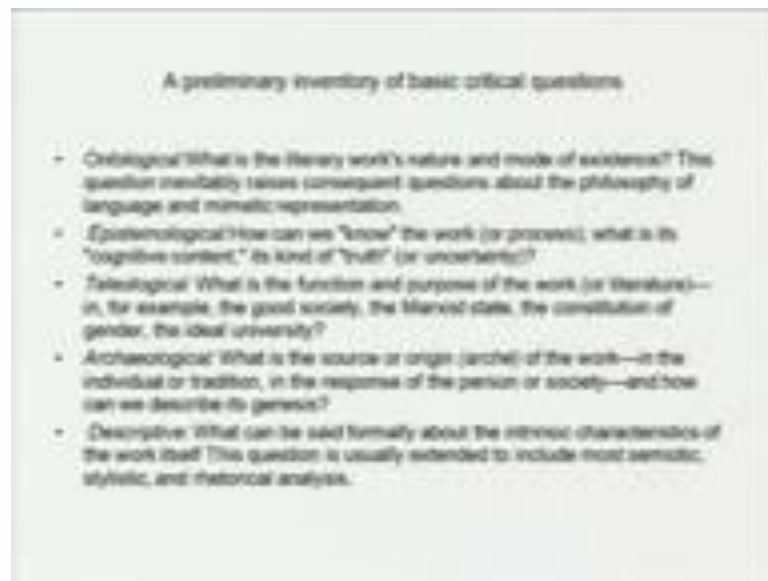 A preliminary inventory of basic critical questions
• Ontological What is the literary work's nature and mode of existence? This
question inevitably raises consequent questions about the philosophy of
language and mimetic representation.
• Epistemological How can we "know" the work (or process), what is its
"cognitive content," its kind of "truth" (or uncertainty)?
• Teleological What is the function and purpose of the work (or literature)—
in, for example, the good society, the Marxist state, the constitution of
gender, the ideal university?
• Archaeological What is the source or origin (arché) of the work—in the
individual or tradition, in the response of the person or society—and how
can we describe its genesis?
• Descriptive What can be said formally about the intrinsic characteristics of
the work itself This question is usually extended to include most semiotic,
stylistic, and rhetorical analysis.